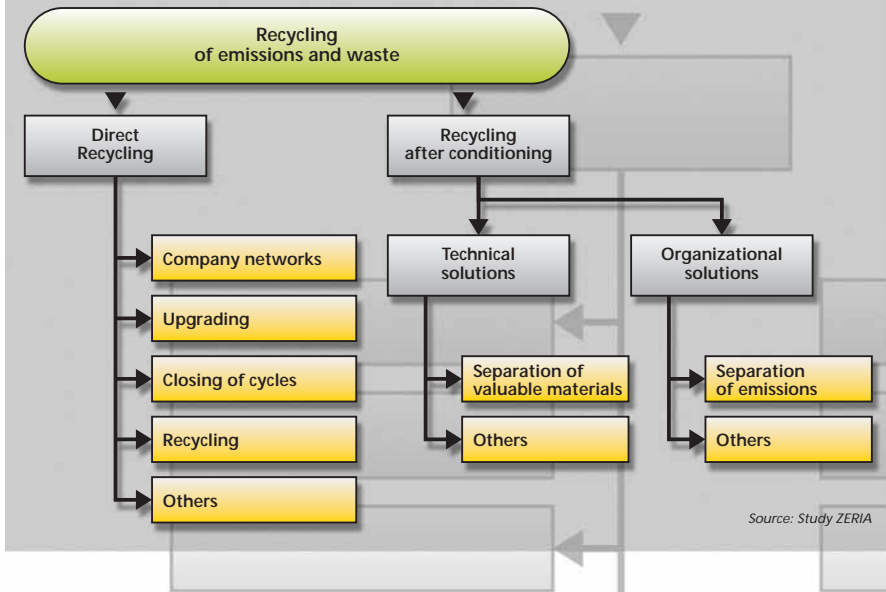 Recycling
of emissions and waste
Direct
Recycling
Recycling
after conditioning
Company networks
Upgrading
Closing of cycles
Recycling
Others
Technical
solutions
Separation of
valuable materials
Others
Organizational
solutions
Separation
of emissions
Others
Source: Study ZERIA